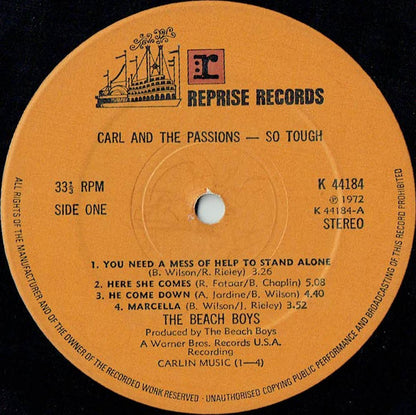 r
REPRISE RECORDS
CARL AND THE PASSIONS — SO TOUGH
33⅓ RPM
SIDE ONE
K 44184
℗ 1972
K 44184-A
STEREO
1. YOU NEED A MESS OF HELP TO STAND ALONE
(B. Wilson/R. Rieley) 3.26
2. HERE SHE COMES (R. Fataar/B. Chaplin) 5.08
3. HE COME DOWN (A. Jardine/B. Wilson) 4.40
4. MARCELLA (B. Wilson/J. Rieley) 3.52
THE BEACH BOYS
Produced by The Beach Boys
A Warner Bros. Records U.S.A.
Recording
CARLIN MUSIC (1—4)
ALL RIGHTS OF THE MANUFACTURER AND OF THE OWNER OF THE RECORDED WORK RESERVED · UNAUTHORISED COPYING PUBLIC PERFORMANCE AND BROADCASTING OF THIS RECORD PROHIBITED